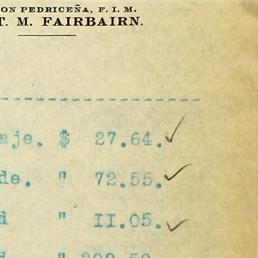 ON PEDRICEÑA, F. I. M.
T. M. FAIRBAIRN.
aje. $ 27.64.
de. " 72.55.
d " II.05.